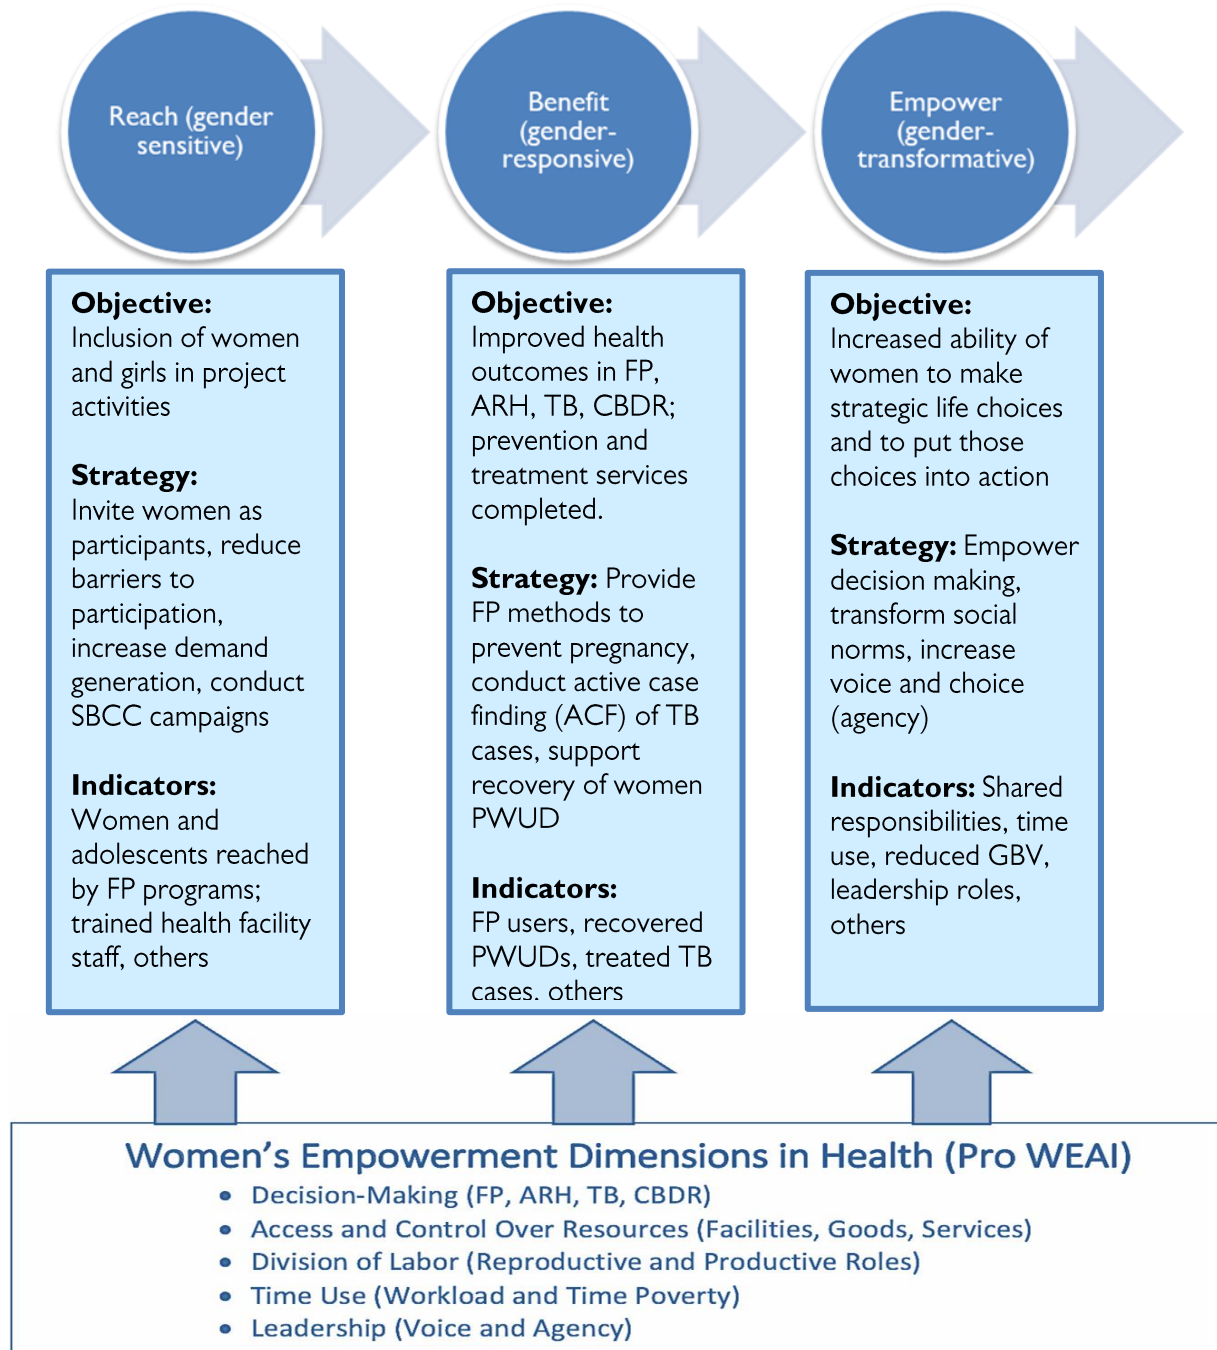 Reach (gender
sensitive)
Benefit
(gender-
responsive)
Empower
(gender-
transformative)
Objective:
Inclusion of women
and girls in project
activities
Strategy:
Invite women as
participants, reduce
barriers to
participation,
increase demand
generation, conduct
SBCC campaigns
Indicators:
Women and
adolescents reached
by FP programs;
trained health facility
staff, others
Objective:
Improved health
outcomes in FP,
ARH, TB, CBDR;
prevention and
treatment services
completed.
Strategy: Provide
FP methods to
prevent pregnancy,
conduct active case
finding (ACF) of TB
cases, support
recovery of women
PWUD
Indicators:
FP users, recovered
PWUDs, treated TB
cases, others
Objective:
Increased ability of
women to make
strategic life choices
and to put those
choices into action
Strategy: Empower
decision making,
transform social
norms, increase
voice and choice
(agency)
Indicators: Shared
responsibilities, time
use, reduced GBV,
leadership roles,
others
Women's Empowerment Dimensions in Health (Pro WEAI)
• Decision-Making (FP, ARH, TB, CBDR)
• Access and Control Over Resources (Facilities, Goods, Services)
• Division of Labor (Reproductive and Productive Roles)
• Time Use (Workload and Time Poverty)
• Leadership (Voice and Agency)